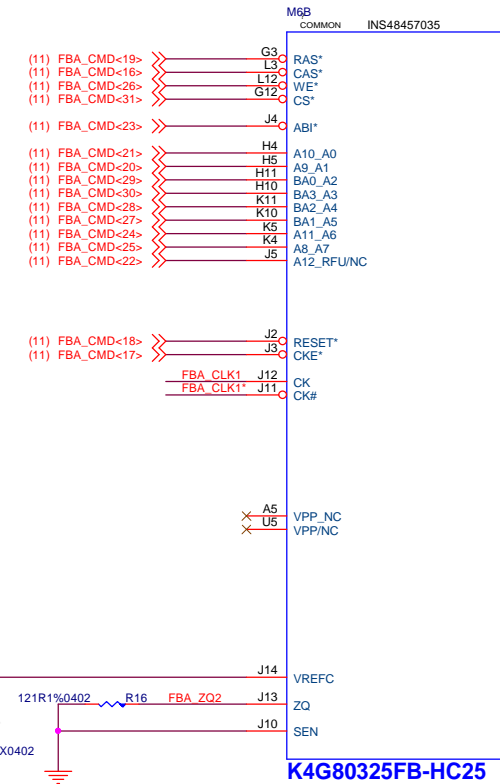 M6B
COMMON INS48457035
(11) FBA_CMD<19> G3 RAS*
(11) FBA_CMD<16> L3 CAS*
(11) FBA_CMD<26> L12 WE*
(11) FBA_CMD<31> G12 CS*
(11) FBA_CMD<23> J4 ABI*
(11) FBA_CMD<21> H4 A10_A0
(11) FBA_CMD<20> H5 A9_A1
(11) FBA_CMD<29> H11 BA0_A2
(11) FBA_CMD<30> H10 BA3_A3
(11) FBA_CMD<28> K11 BA2_A4
(11) FBA_CMD<27> K10 BA1_A5
(11) FBA_CMD<24> K5 A11_A6
(11) FBA_CMD<25> K4 A8_A7
(11) FBA_CMD<22> J5 A12_RFU/NC
(11) FBA_CMD<18> J2 RESET*
(11) FBA_CMD<17> J3 CKE*
FBA_CLK1 J12 CK
FBA_CLK1* J11 CK#
A5 VPP_NC
U5 VPP/NC
J14 VREFC
121R1%0402 R16 FBA_ZQ2 J13 ZQ
J10 SEN
X0402
K4G80325FB-HC25